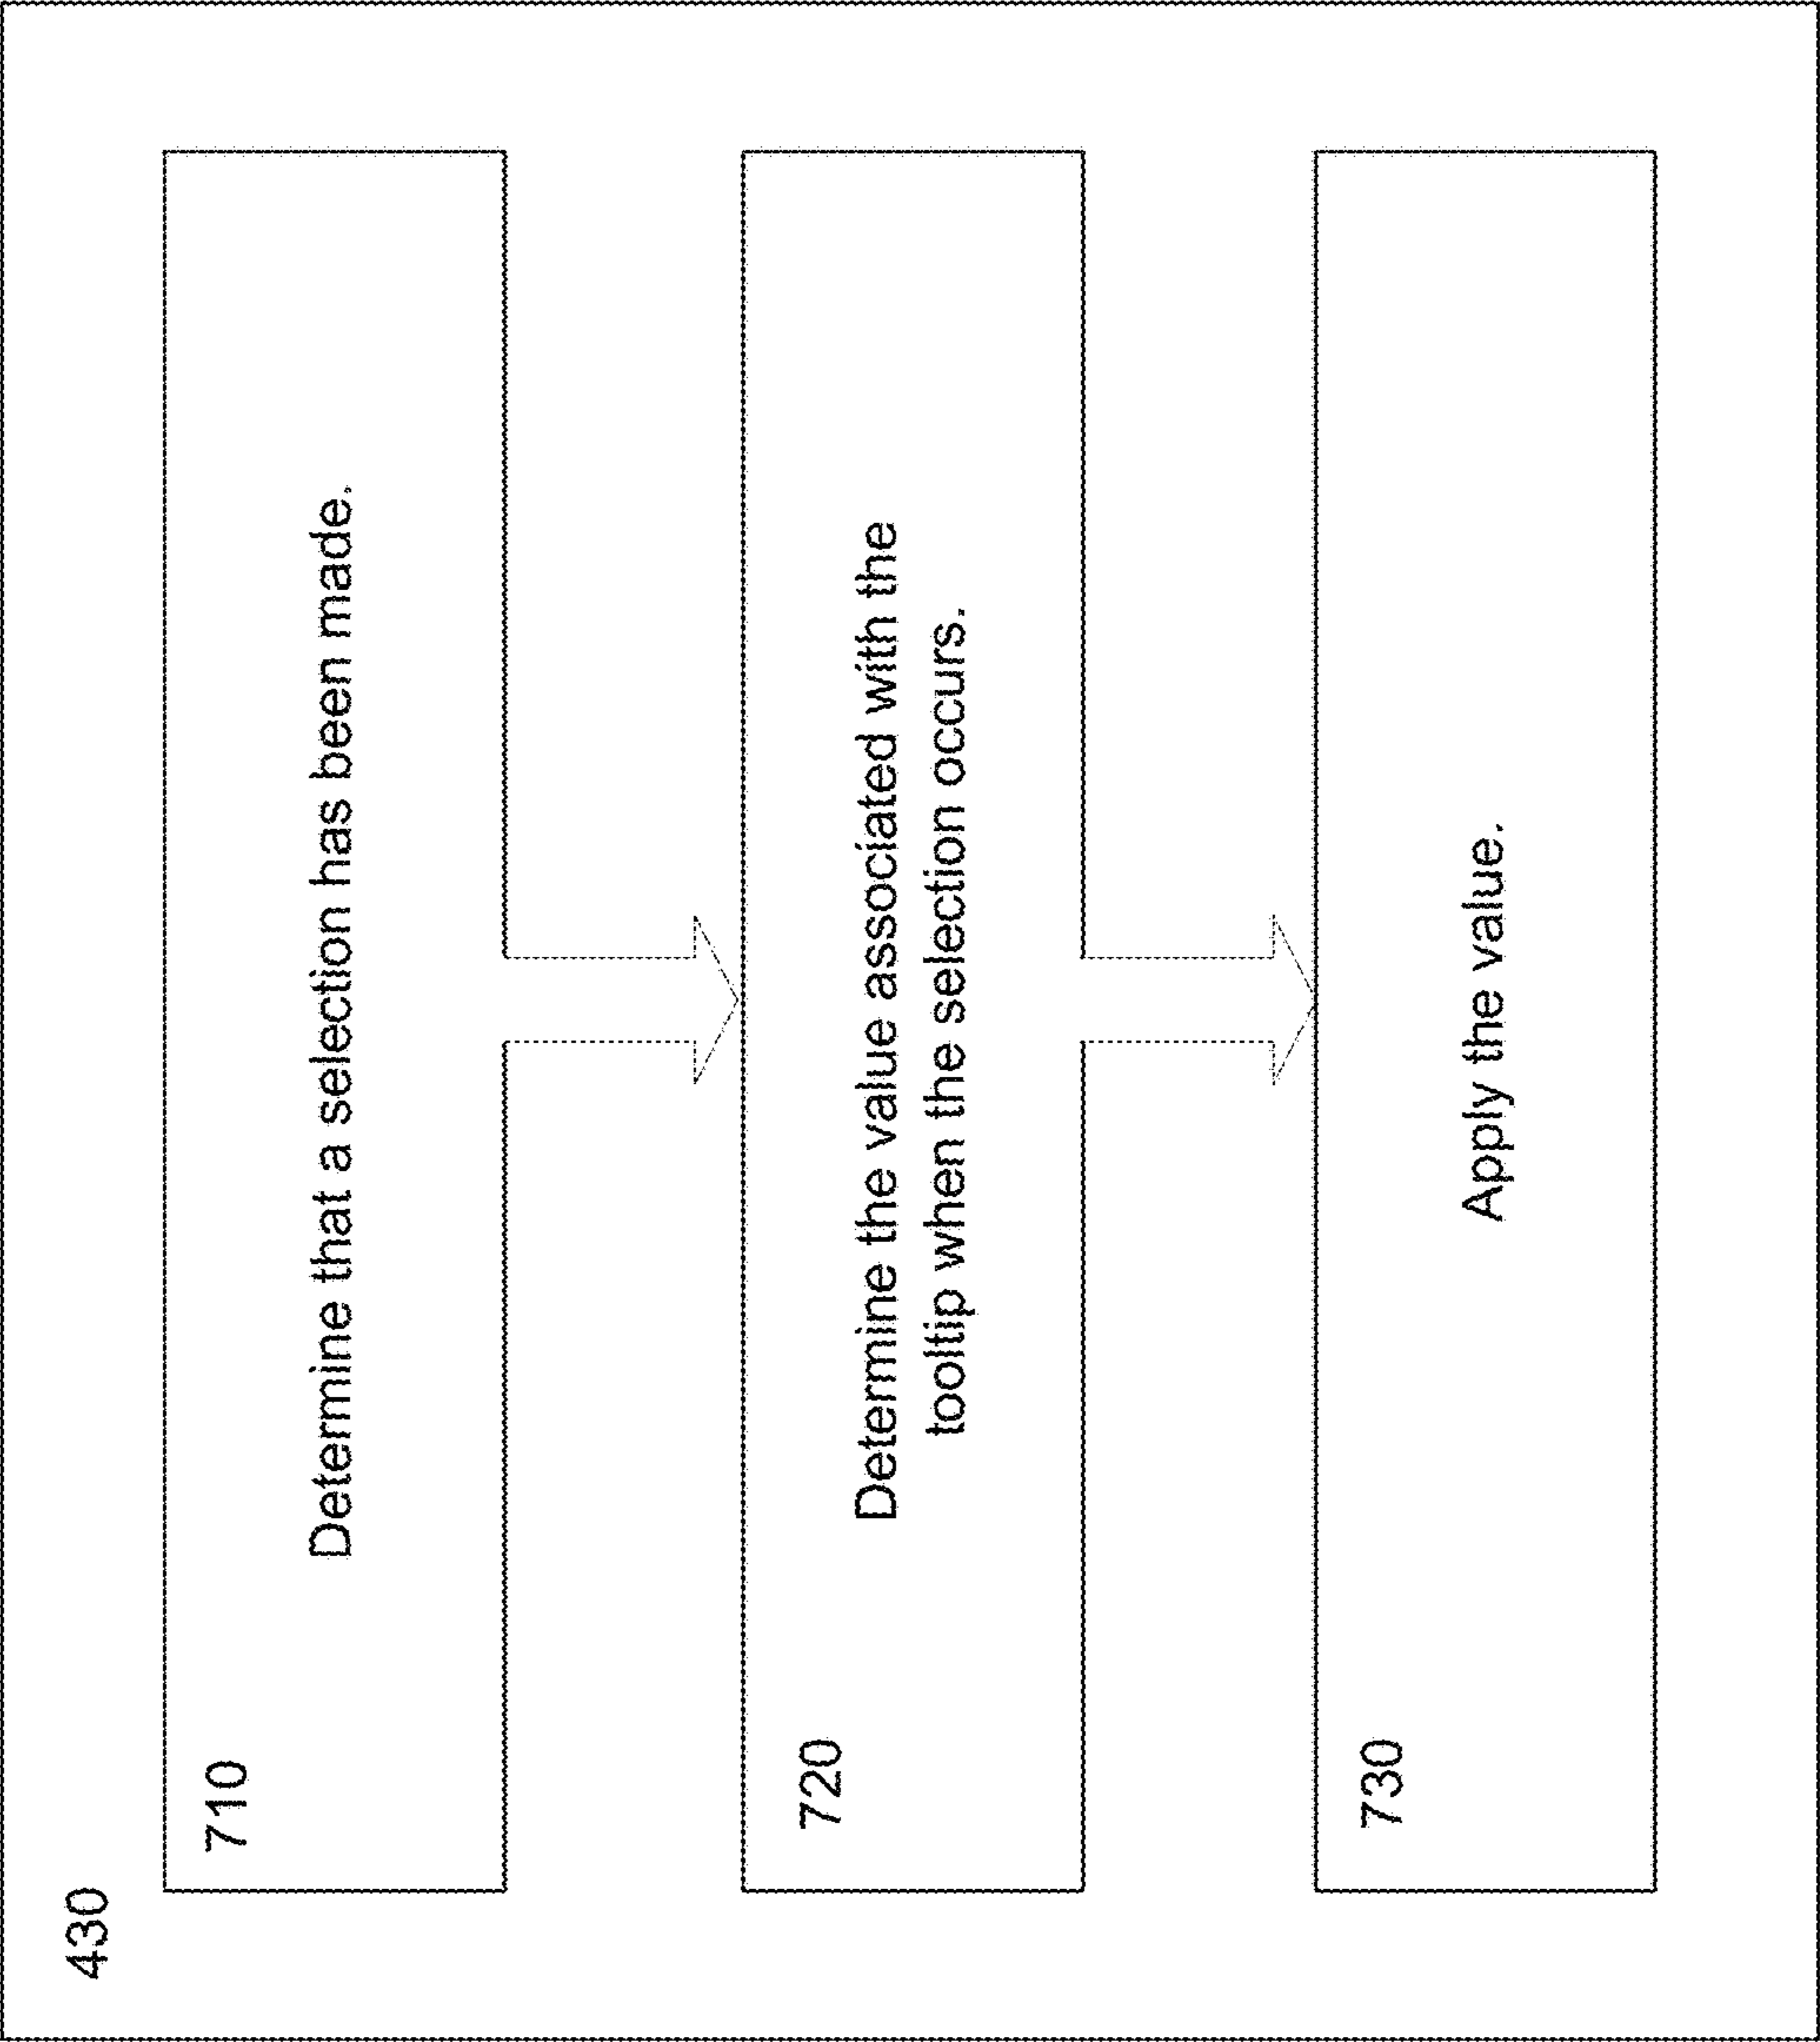 430
710
Determine that a selection has been made.
720
Determine the value associated with the
tooltip when the selection occurs.
730
Apply the value.